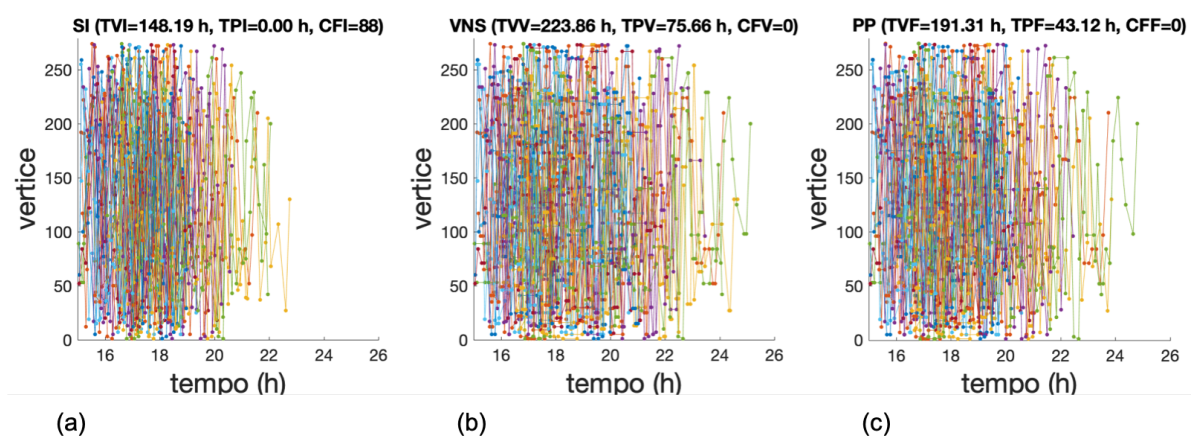 SI (TVI=148.19 h, TPI=0.00 h, CFI=88)
vertice
250
200
150
100
50
0
16 18 20 22 24 26
tempo (h)
(a)
VNS (TVV=223.86 h, TPV=75.66 h, CFV=0)
vertice
250
200
150
100
50
0
16 18 20 22 24 26
tempo (h)
(b)
PP (TVF=191.31 h, TPF=43.12 h, CFF=0)
vertice
250
200
150
100
50
0
16 18 20 22 24 26
tempo (h)
(c)